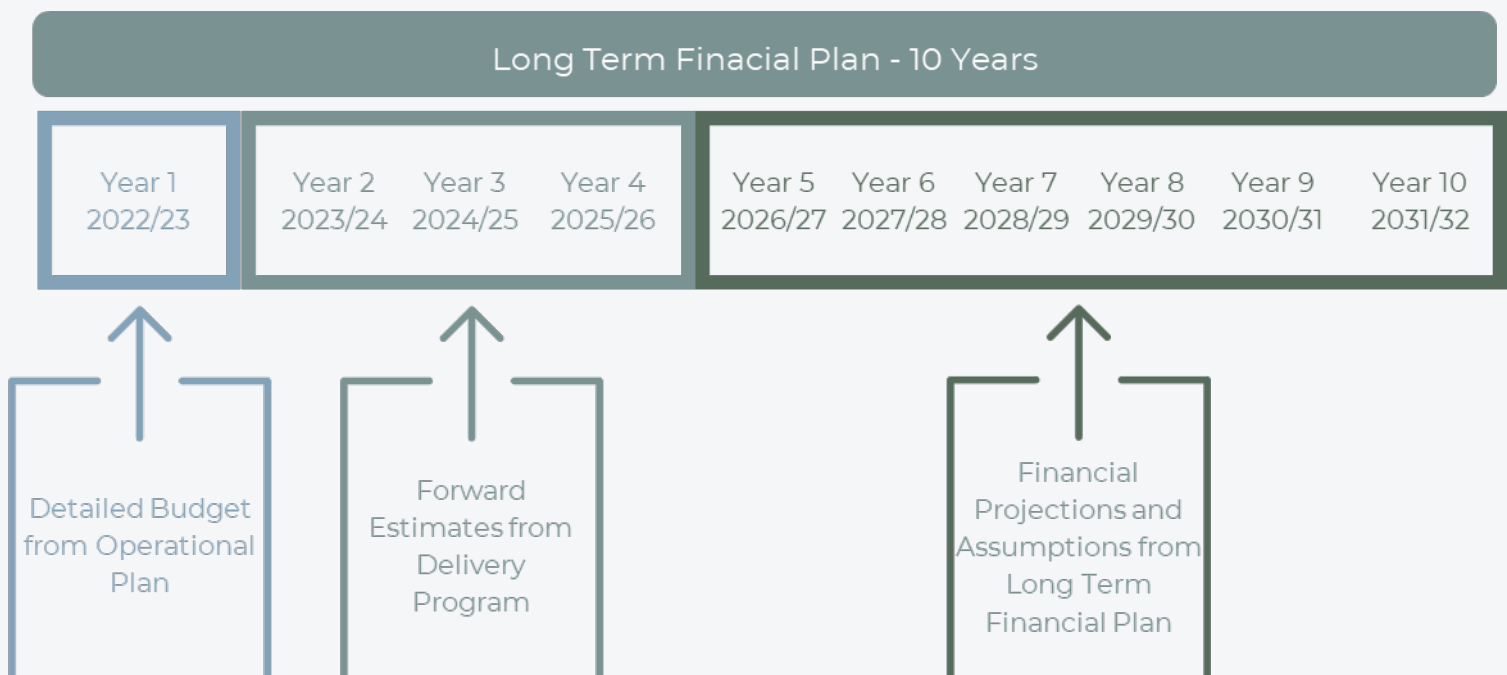 Long Term Finacial Plan - 10 Years
Year 1
2022/23
Year 2
2023/24
Year 3
2024/25
Year 4
2025/26
Year 5
2026/27
Year 6
2027/28
Year 7
2028/29
Year 8
2029/30
Year 9
2030/31
Year 10
2031/32
Detailed Budget
from Operational
Plan
Forward
Estimates from
Delivery
Program
Financial
Projections and
Assumptions from
Long Term
Financial Plan